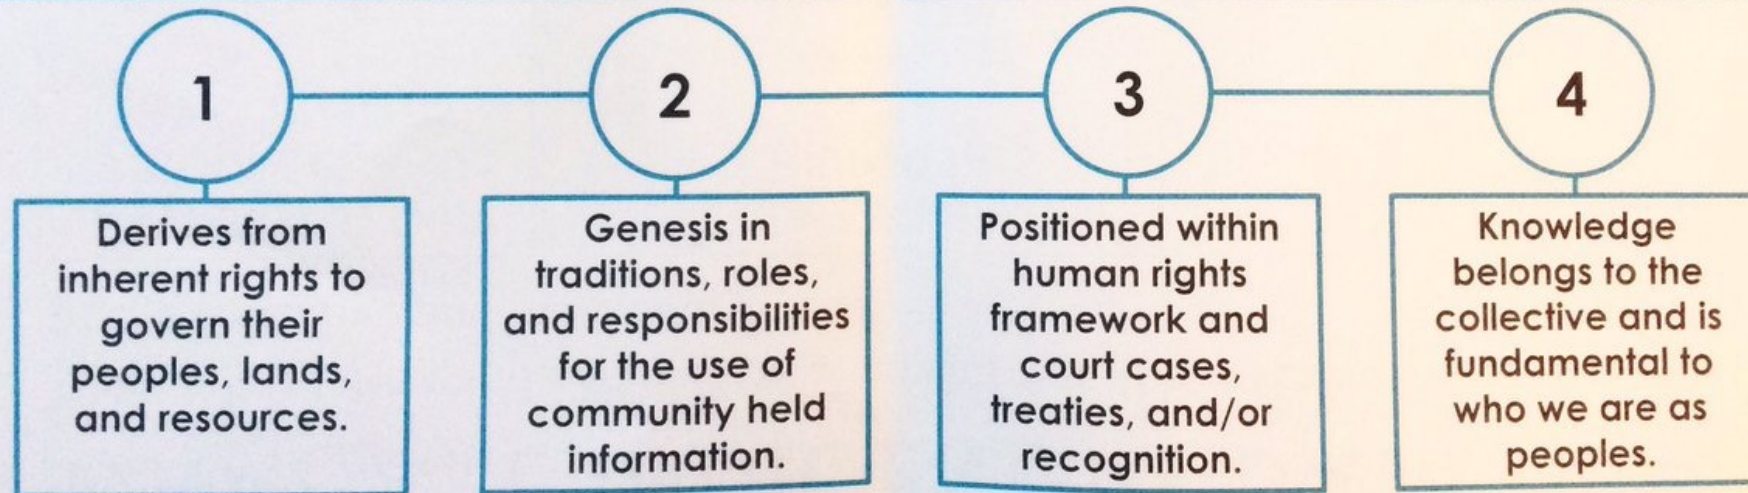 1
Derives from
inherent rights to
govern their
peoples, lands,
and resources.
2
Genesis in
traditions, roles,
and responsibilities
for the use of
community held
information.
3
Positioned within
human rights
framework and
court cases,
treaties, and/or
recognition.
4
Knowledge
belongs to the
collective and is
fundamental to
who we are as
peoples.